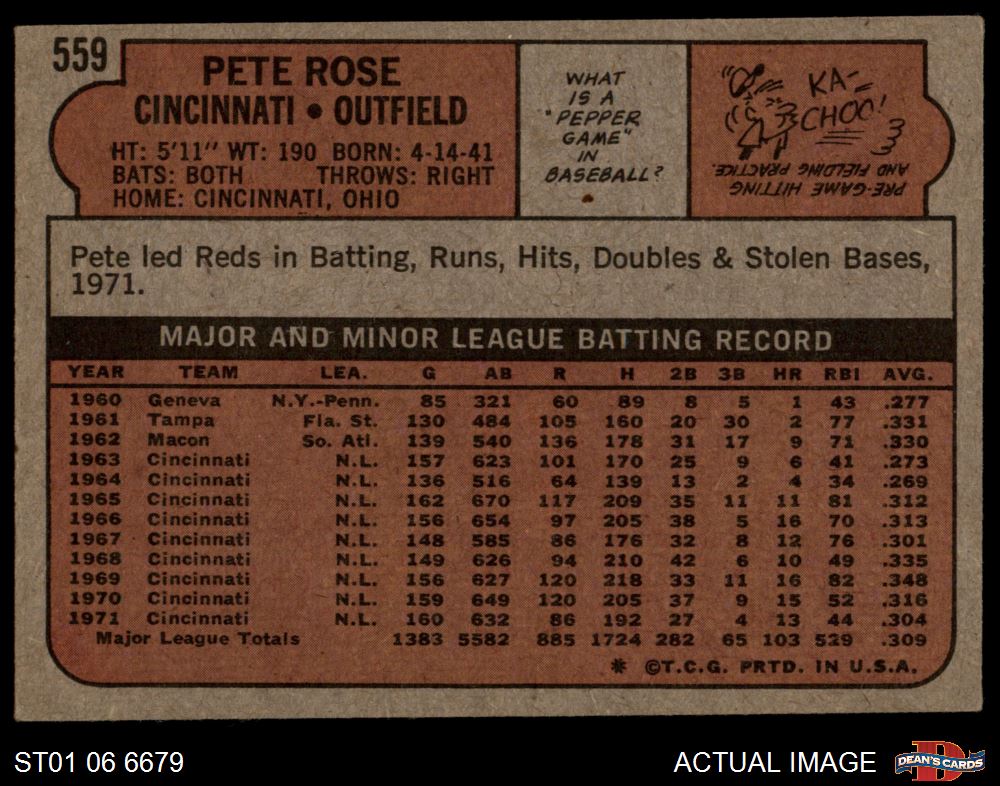 559
PETE ROSE
CINCINNATI • OUTFIELD
HT: 5'11" WT: 190 BORN: 4-14-41
BATS: BOTH THROWS: RIGHT
HOME: CINCINNATI, OHIO
WHAT
IS A
"PEPPER
GAME"
IN
BASEBALL?
KA-
CHOO!
PRE-GAME HITTING
AND FIELDING PRACTICE.
Pete led Reds in Batting, Runs, Hits, Doubles & Stolen Bases,
1971.
MAJOR AND MINOR LEAGUE BATTING RECORD
YEAR TEAM LEA. G AB R H 2B 3B HR RBI AVG.
1960 Geneva N.Y.-Penn. 85 321 60 89 8 5 1 43 .277
1961 Tampa Fla. St. 130 484 105 160 20 30 2 77 .331
1962 Macon So. Atl. 139 540 136 178 31 17 9 71 .330
1963 Cincinnati N.L. 157 623 101 170 25 9 6 41 .273
1964 Cincinnati N.L. 136 516 64 139 13 2 4 34 .269
1965 Cincinnati N.L. 162 670 117 209 35 11 11 81 .312
1966 Cincinnati N.L. 156 654 97 205 38 5 16 70 .313
1967 Cincinnati N.L. 148 585 86 176 32 8 12 76 .301
1968 Cincinnati N.L. 149 626 94 210 42 6 10 49 .335
1969 Cincinnati N.L. 156 627 120 218 33 11 16 82 .348
1970 Cincinnati N.L. 159 649 120 205 37 9 15 52 .316
1971 Cincinnati N.L. 160 632 86 192 27 4 13 44 .304
Major League Totals 1383 5582 885 1724 282 65 103 529 .309
* ©T.C.G. PRTD. IN U.S.A.
ST01 06 6679
ACTUAL IMAGE
D
DEAN'S CARDS